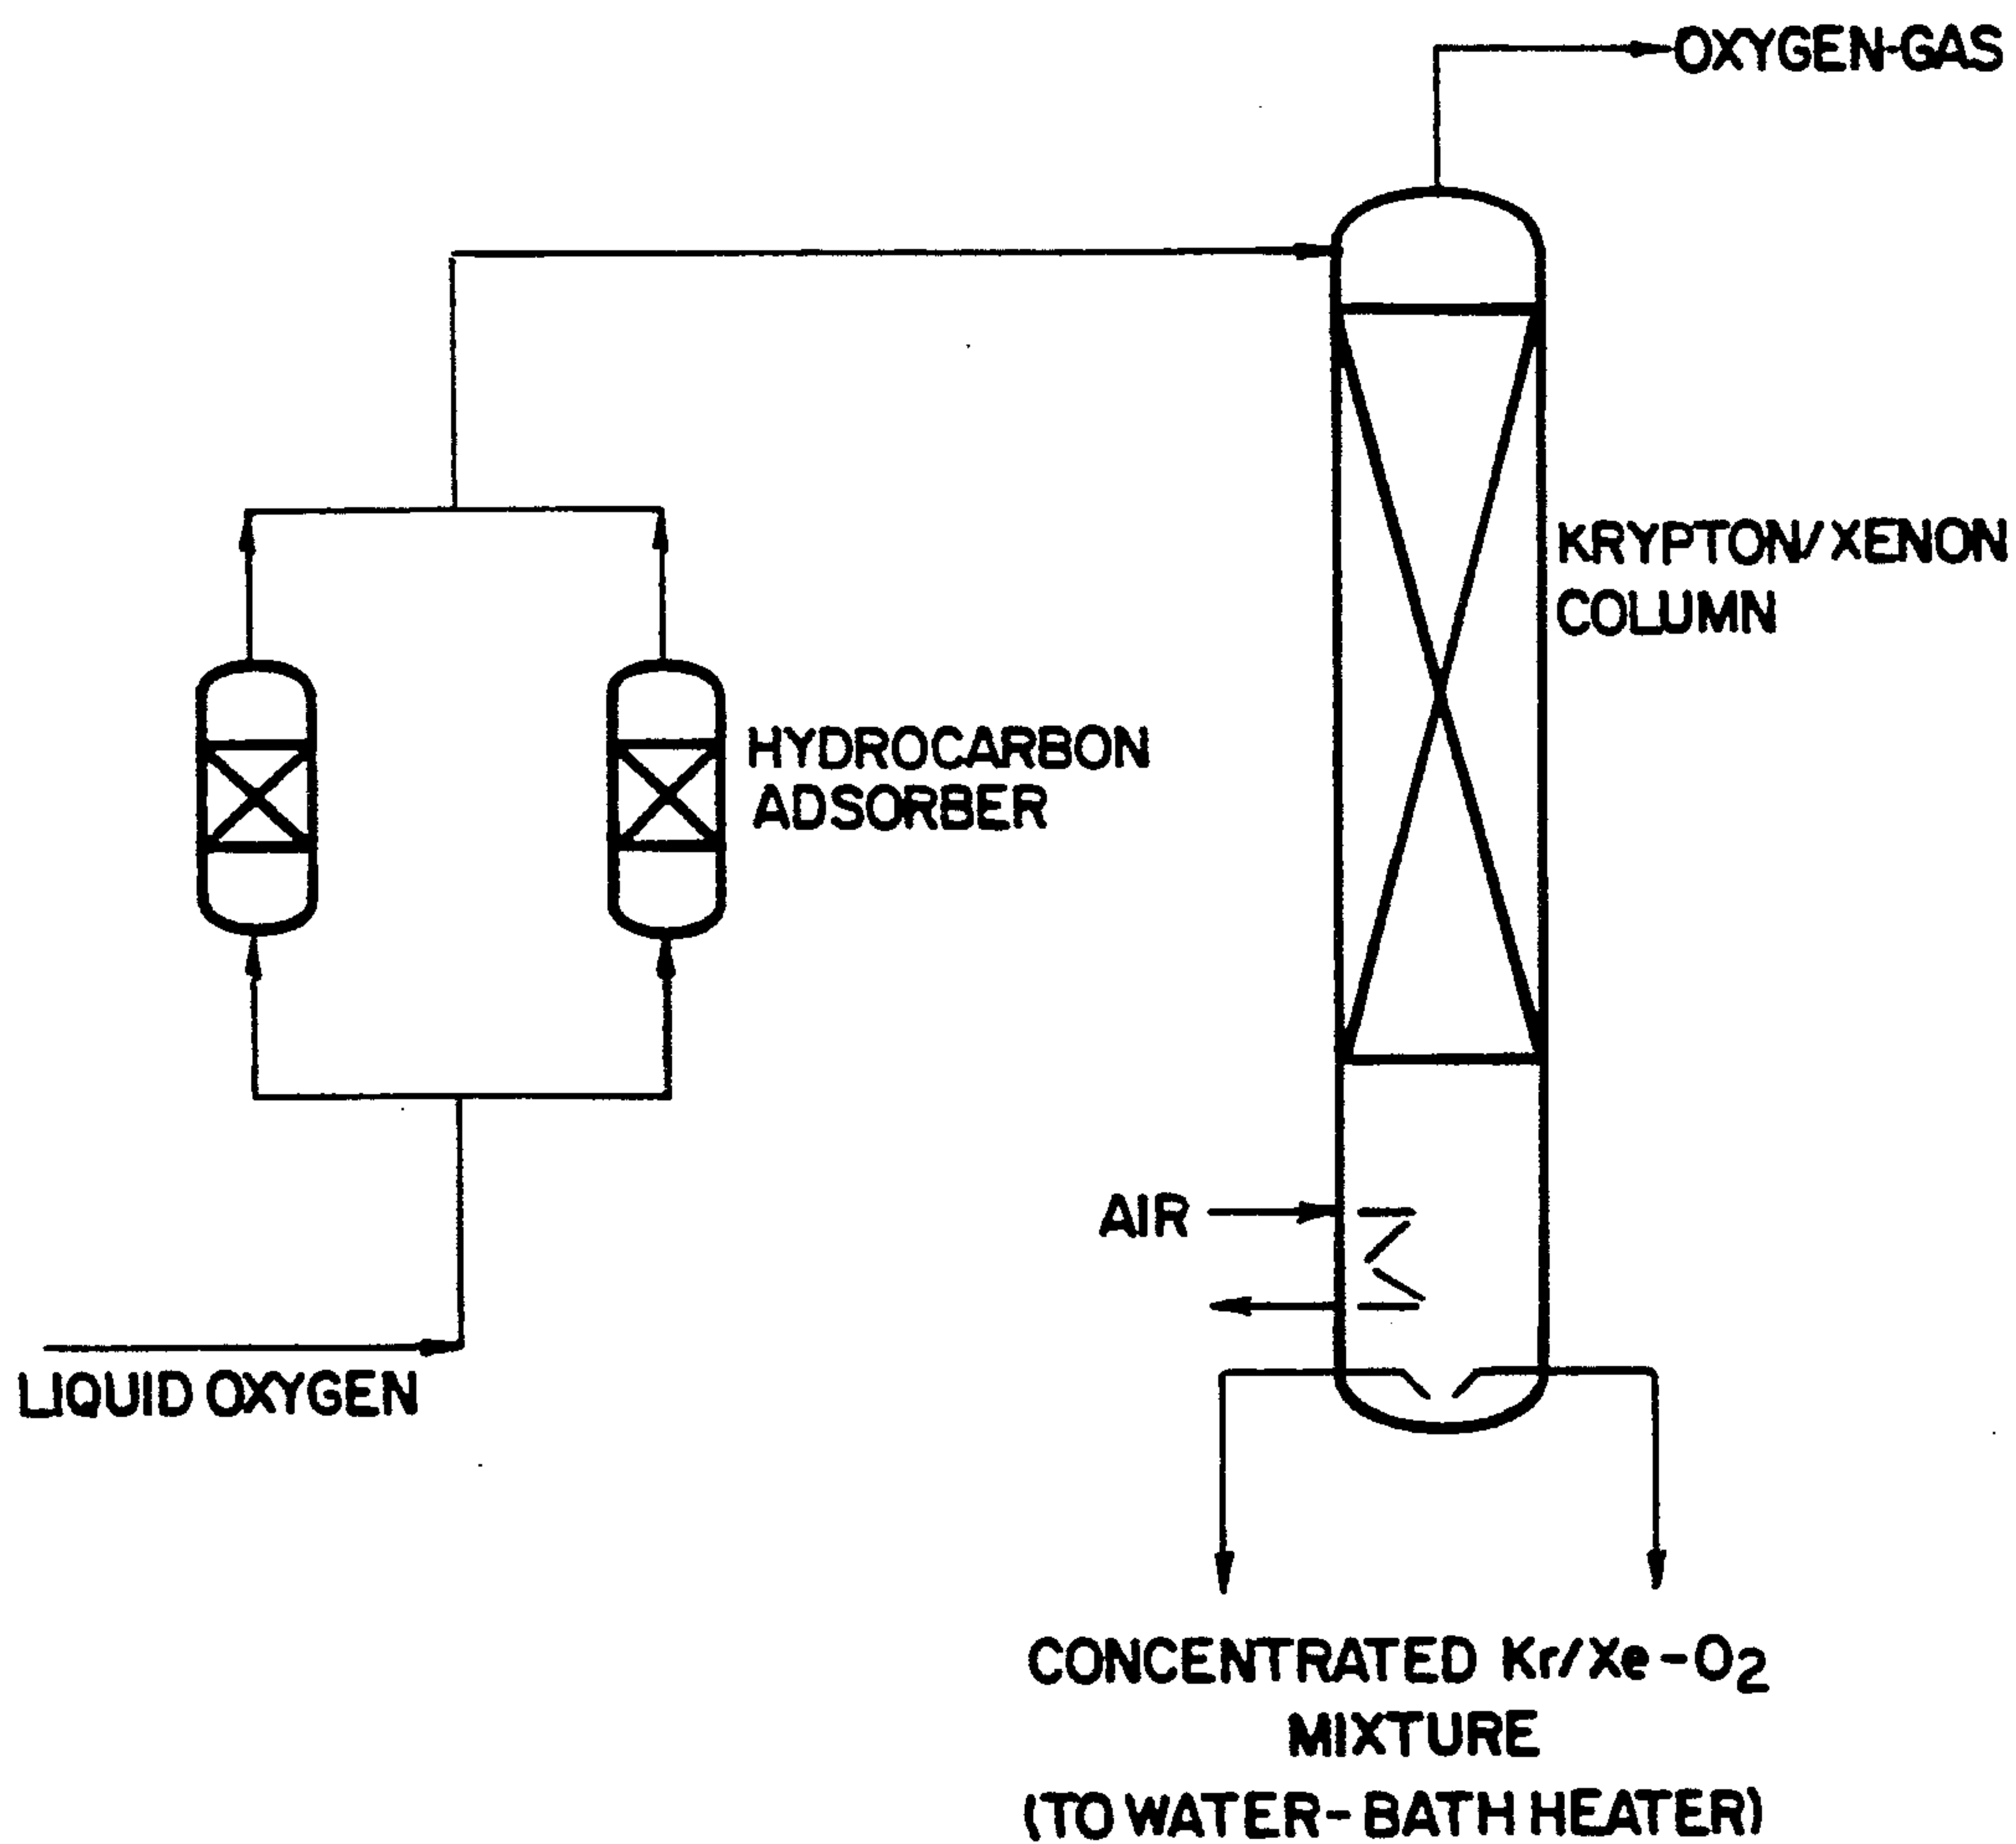 OXYGEN-GAS
KRYPTON/XENON
COLUMN
HYDROCARBON
ADSORBER
AIR
LIQUID OXYGEN
CONCENTRATED Kr/Xe-O2
MIXTURE
(TO WATER-BATH HEATER)